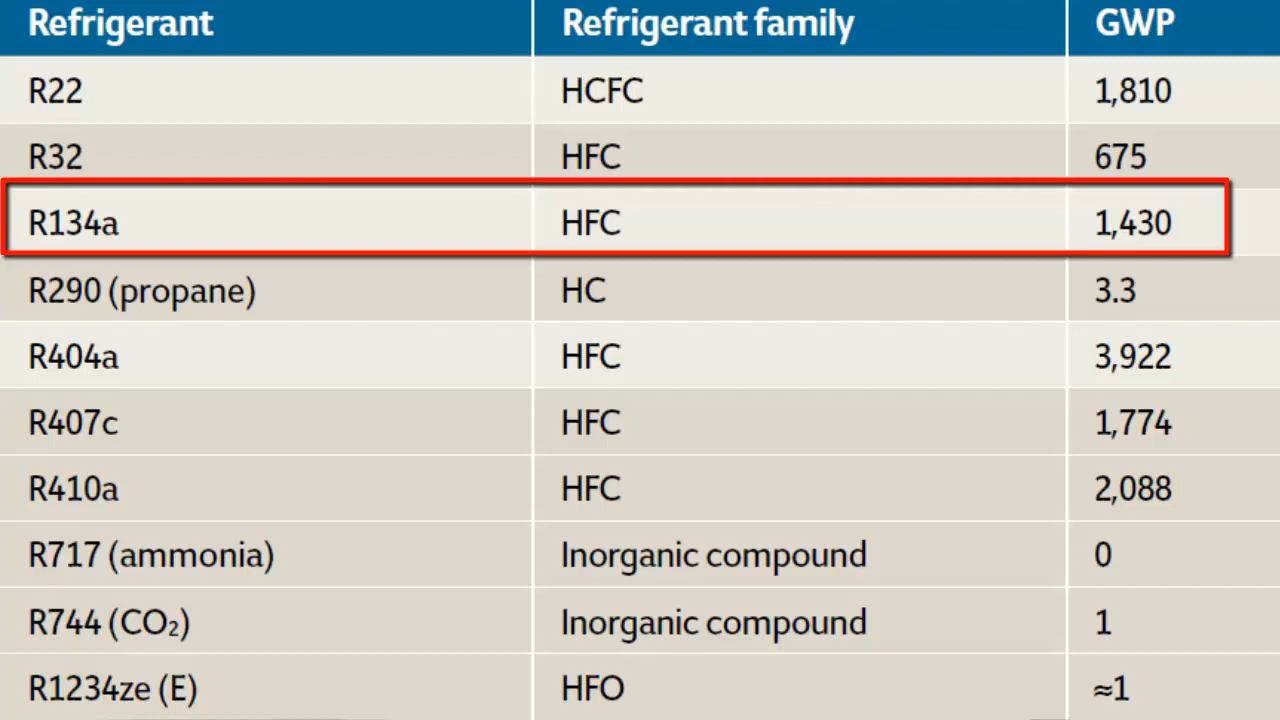 Refrigerant Refrigerant family GWP
R22 HCFC 1,810
R32 HFC 675
R134a HFC 1,430
R290 (propane) HC 3.3
R404a HFC 3,922
R407c HFC 1,774
R410a HFC 2,088
R717 (ammonia) Inorganic compound 0
R744 (CO₂) Inorganic compound 1
R1234ze (E) HFO ≈1